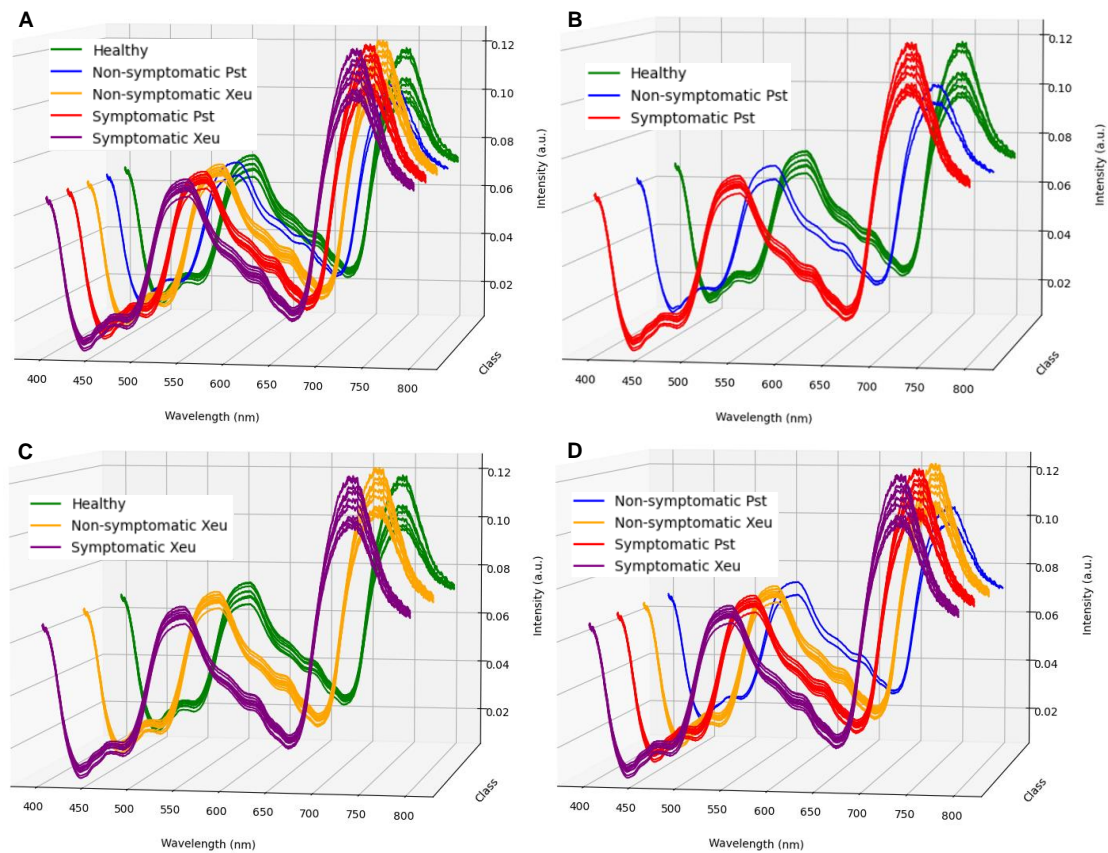 A
Healthy
Non-symptomatic Pst
Non-symptomatic Xeu
Symptomatic Pst
Symptomatic Xeu
0.12
0.10
0.08
0.06
0.04
0.02
Intensity (a.u.)
Class
400 450 500 550 600 650 700 750 800
Wavelength (nm)
B
Healthy
Non-symptomatic Pst
Symptomatic Pst
0.12
0.10
0.08
0.06
0.04
0.02
Intensity (a.u.)
Class
400 450 500 550 600 650 700 750 800
Wavelength (nm)
C
Healthy
Non-symptomatic Xeu
Symptomatic Xeu
0.12
0.10
0.08
0.06
0.04
0.02
Intensity (a.u.)
Class
400 450 500 550 600 650 700 750 800
Wavelength (nm)
D
Non-symptomatic Pst
Non-symptomatic Xeu
Symptomatic Pst
Symptomatic Xeu
0.12
0.10
0.08
0.06
0.04
0.02
Intensity (a.u.)
Class
400 450 500 550 600 650 700 750 800
Wavelength (nm)